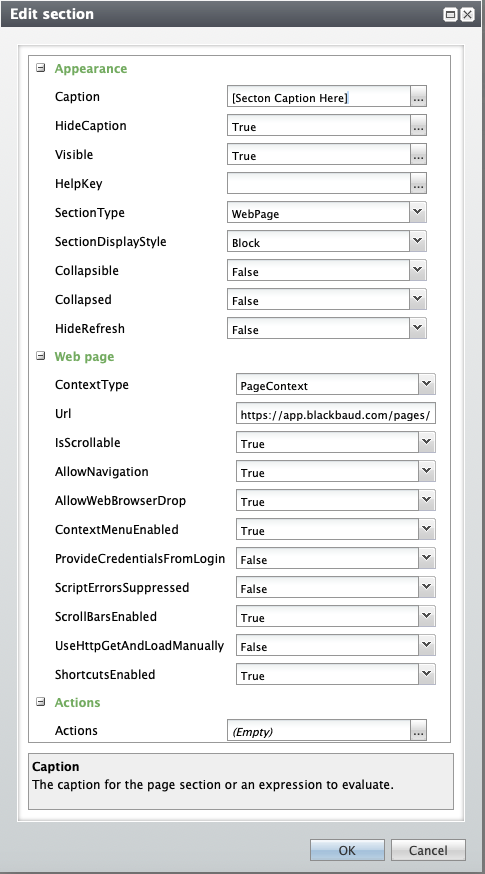 Edit section
Appearance
Caption [Secton Caption Here]
HideCaption True
Visible True
HelpKey
SectionType WebPage
SectionDisplayStyle Block
Collapsible False
Collapsed False
HideRefresh False
Web page
ContextType PageContext
Url https://app.blackbaud.com/pages/
IsScrollable True
AllowNavigation True
AllowWebBrowserDrop True
ContextMenuEnabled True
ProvideCredentialsFromLogin False
ScriptErrorsSuppressed False
ScrollBarsEnabled True
UseHttpGetAndLoadManually False
ShortcutsEnabled True
Actions
Actions (Empty)
Caption
The caption for the page section or an expression to evaluate.
OK Cancel